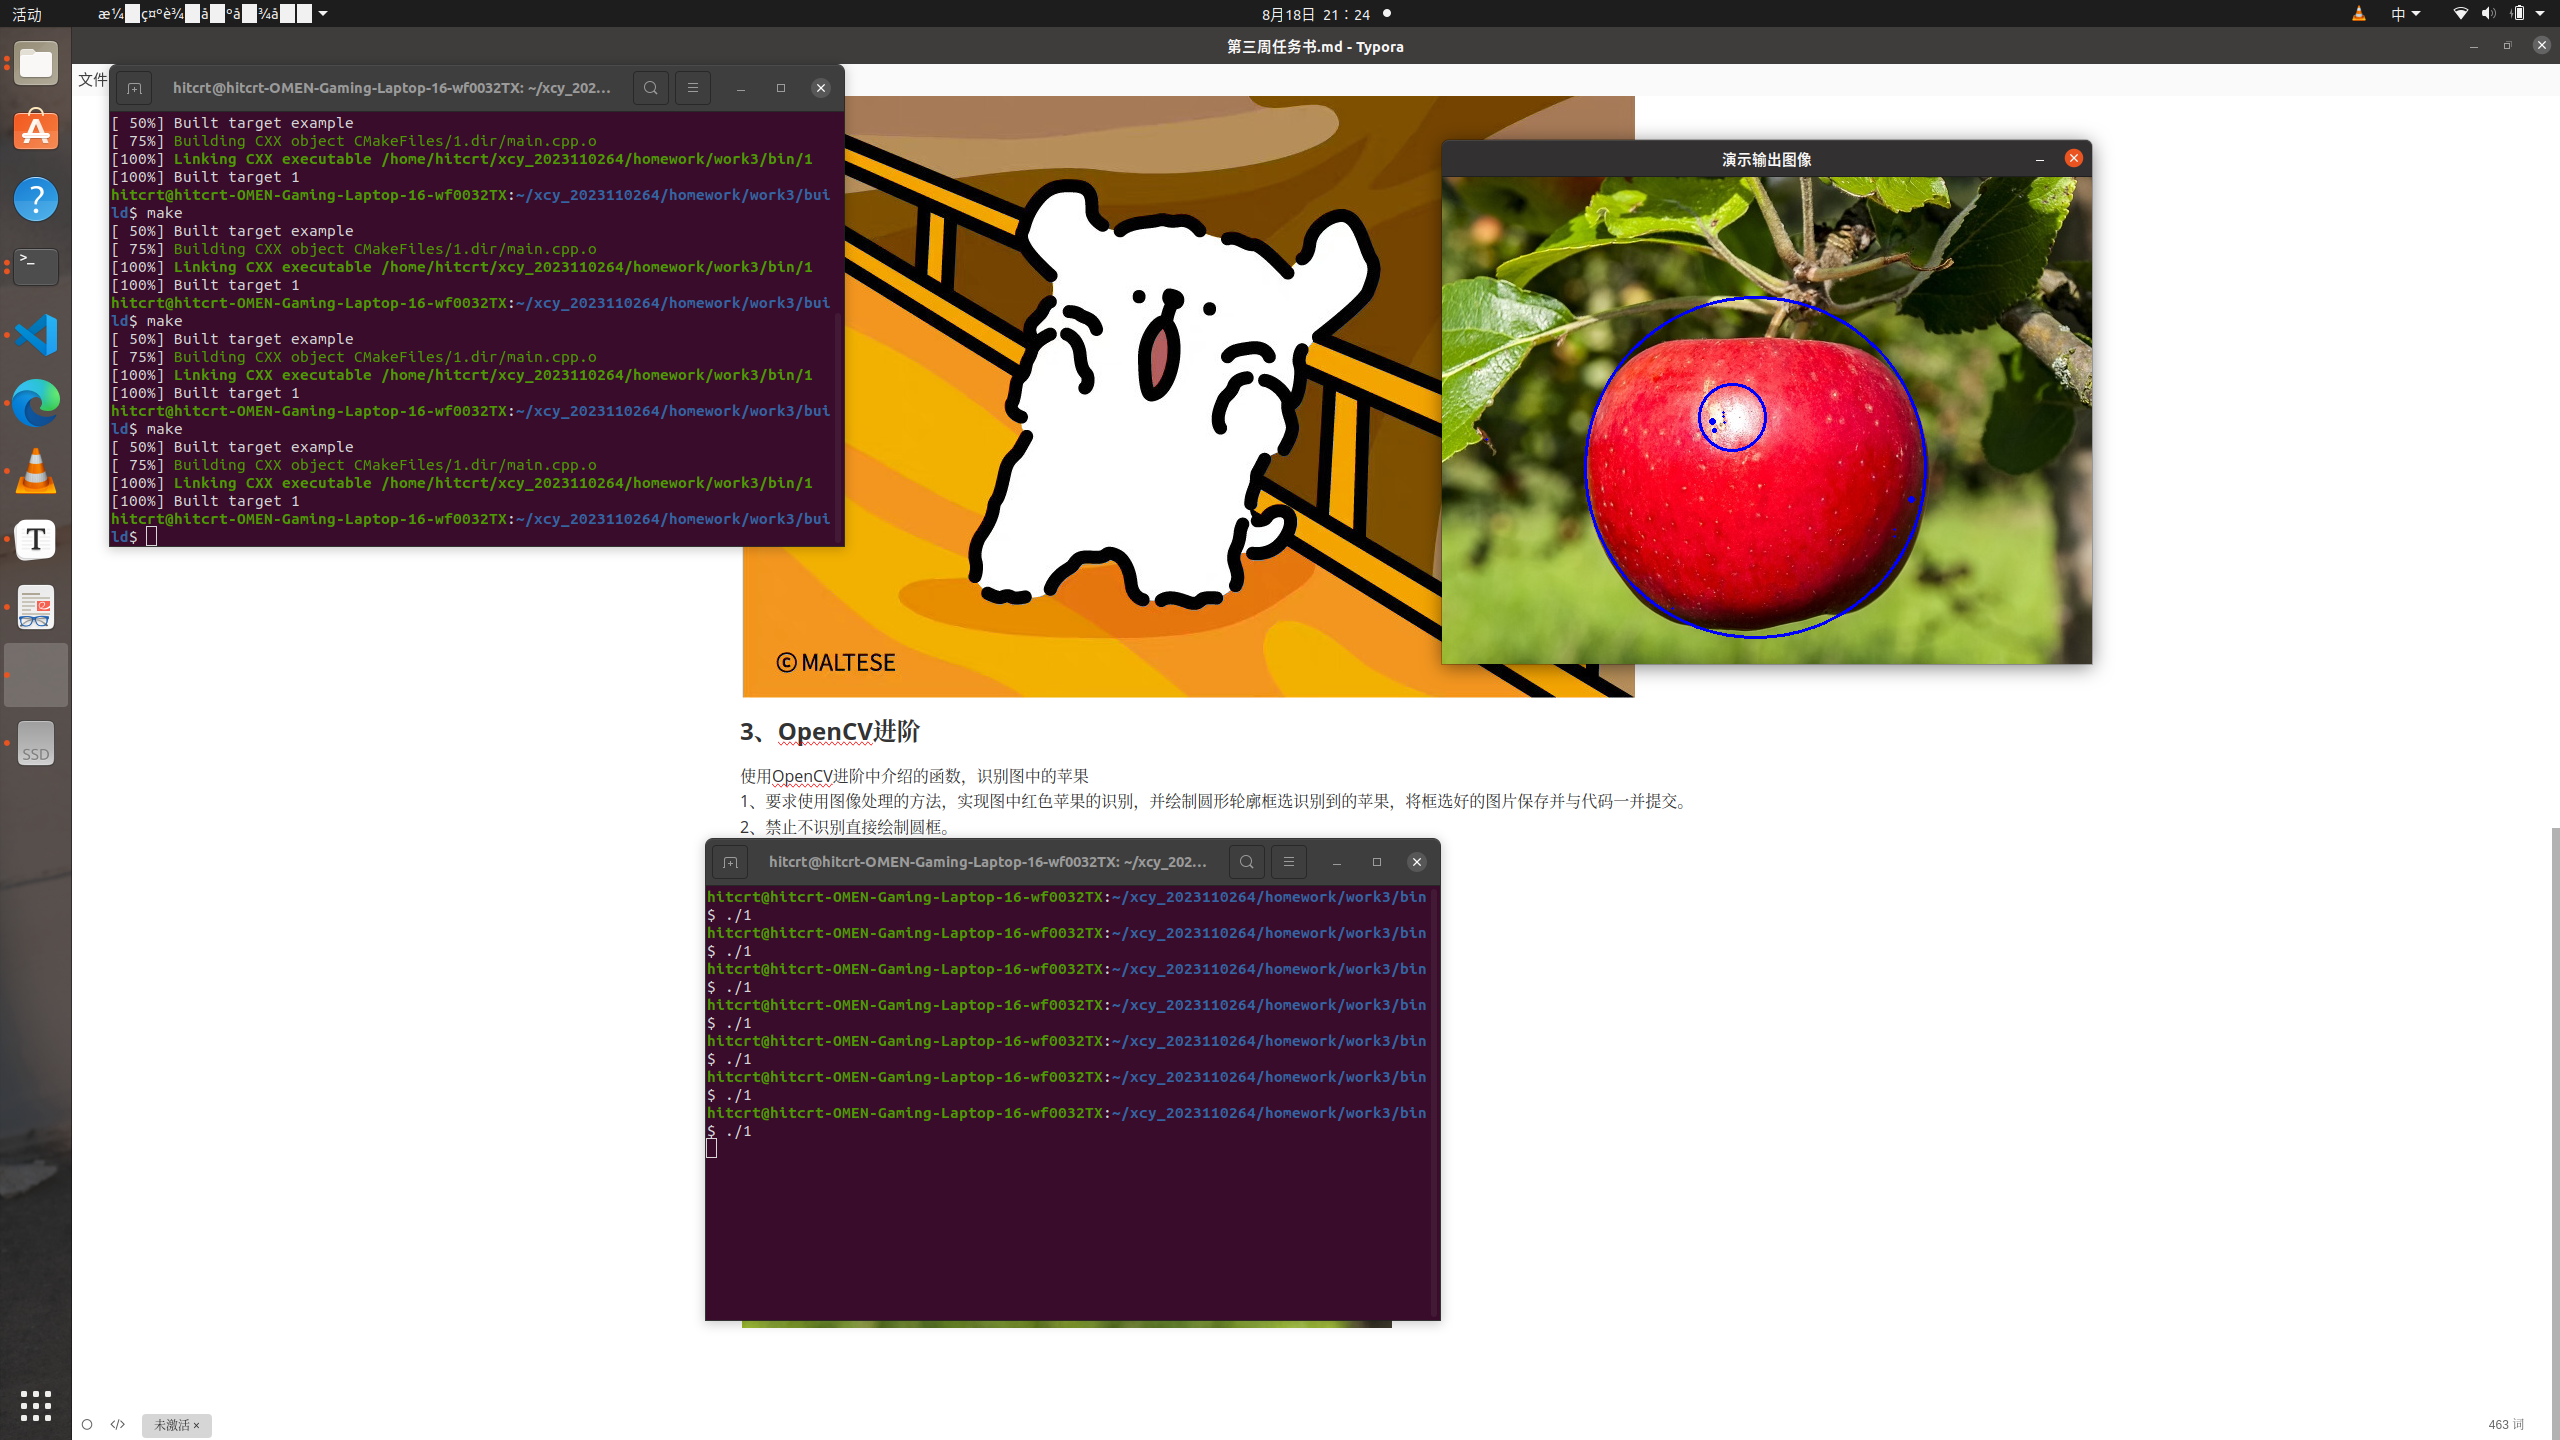 活动
8月18日 21：24
中
第三周任务书.md - Typora
文件
hitcrt@hitcrt-OMEN-Gaming-Laptop-16-wf0032TX: ~/xcy_202...
[ 50%] Built target example
[ 75%] Building CXX object CMakeFiles/1.dir/main.cpp.o
[100%] Linking CXX executable /home/hitcrt/xcy_2023110264/homework/work3/bin/1
[100%] Built target 1
hitcrt@hitcrt-OMEN-Gaming-Laptop-16-wf0032TX:~/xcy_2023110264/homework/work3/bui
ld$ make
[ 50%] Built target example
[ 75%] Building CXX object CMakeFiles/1.dir/main.cpp.o
[100%] Linking CXX executable /home/hitcrt/xcy_2023110264/homework/work3/bin/1
[100%] Built target 1
hitcrt@hitcrt-OMEN-Gaming-Laptop-16-wf0032TX:~/xcy_2023110264/homework/work3/bui
ld$ make
[ 50%] Built target example
[ 75%] Building CXX object CMakeFiles/1.dir/main.cpp.o
[100%] Linking CXX executable /home/hitcrt/xcy_2023110264/homework/work3/bin/1
[100%] Built target 1
hitcrt@hitcrt-OMEN-Gaming-Laptop-16-wf0032TX:~/xcy_2023110264/homework/work3/bui
ld$ make
[ 50%] Built target example
[ 75%] Building CXX object CMakeFiles/1.dir/main.cpp.o
[100%] Linking CXX executable /home/hitcrt/xcy_2023110264/homework/work3/bin/1
[100%] Built target 1
hitcrt@hitcrt-OMEN-Gaming-Laptop-16-wf0032TX:~/xcy_2023110264/homework/work3/bui
ld$
演示输出图像
© MALTESE
3、OpenCV进阶
使用OpenCV进阶中介绍的函数，识别图中的苹果
1、要求使用图像处理的方法，实现图中红色苹果的识别，并绘制圆形轮廓框选识别到的苹果，将框选好的图片保存并与代码一并提交。
2、禁止不识别直接绘制圆框。
hitcrt@hitcrt-OMEN-Gaming-Laptop-16-wf0032TX: ~/xcy_202...
hitcrt@hitcrt-OMEN-Gaming-Laptop-16-wf0032TX:~/xcy_2023110264/homework/work3/bin
$ ./1
hitcrt@hitcrt-OMEN-Gaming-Laptop-16-wf0032TX:~/xcy_2023110264/homework/work3/bin
$ ./1
hitcrt@hitcrt-OMEN-Gaming-Laptop-16-wf0032TX:~/xcy_2023110264/homework/work3/bin
$ ./1
hitcrt@hitcrt-OMEN-Gaming-Laptop-16-wf0032TX:~/xcy_2023110264/homework/work3/bin
$ ./1
hitcrt@hitcrt-OMEN-Gaming-Laptop-16-wf0032TX:~/xcy_2023110264/homework/work3/bin
$ ./1
hitcrt@hitcrt-OMEN-Gaming-Laptop-16-wf0032TX:~/xcy_2023110264/homework/work3/bin
$ ./1
hitcrt@hitcrt-OMEN-Gaming-Laptop-16-wf0032TX:~/xcy_2023110264/homework/work3/bin
$ ./1
SSD
</> 未激活 ×
463 词